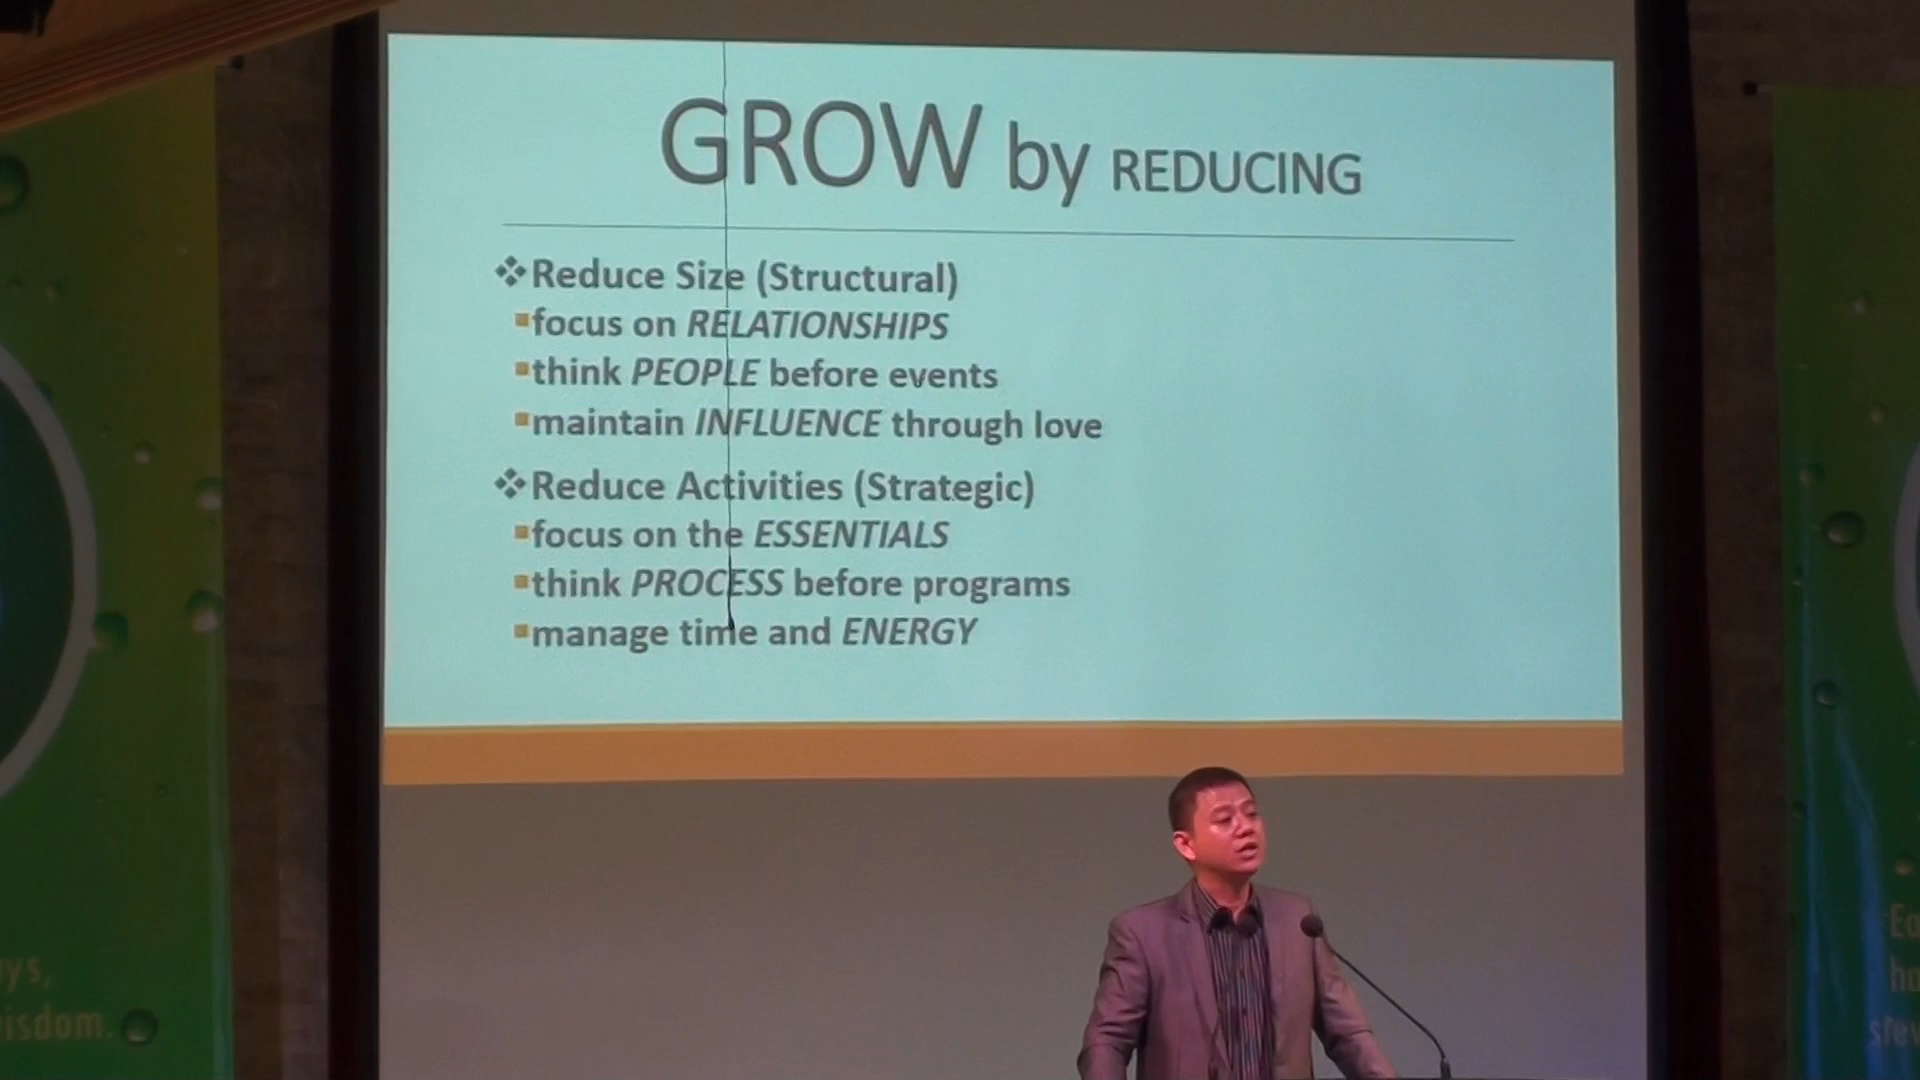 GROW by REDUCING
❖Reduce Size (Structural)
▪focus on RELATIONSHIPS
▪think PEOPLE before events
▪maintain INFLUENCE through love
❖Reduce Activities (Strategic)
▪focus on the ESSENTIALS
▪think PROCESS before programs
▪manage time and ENERGY